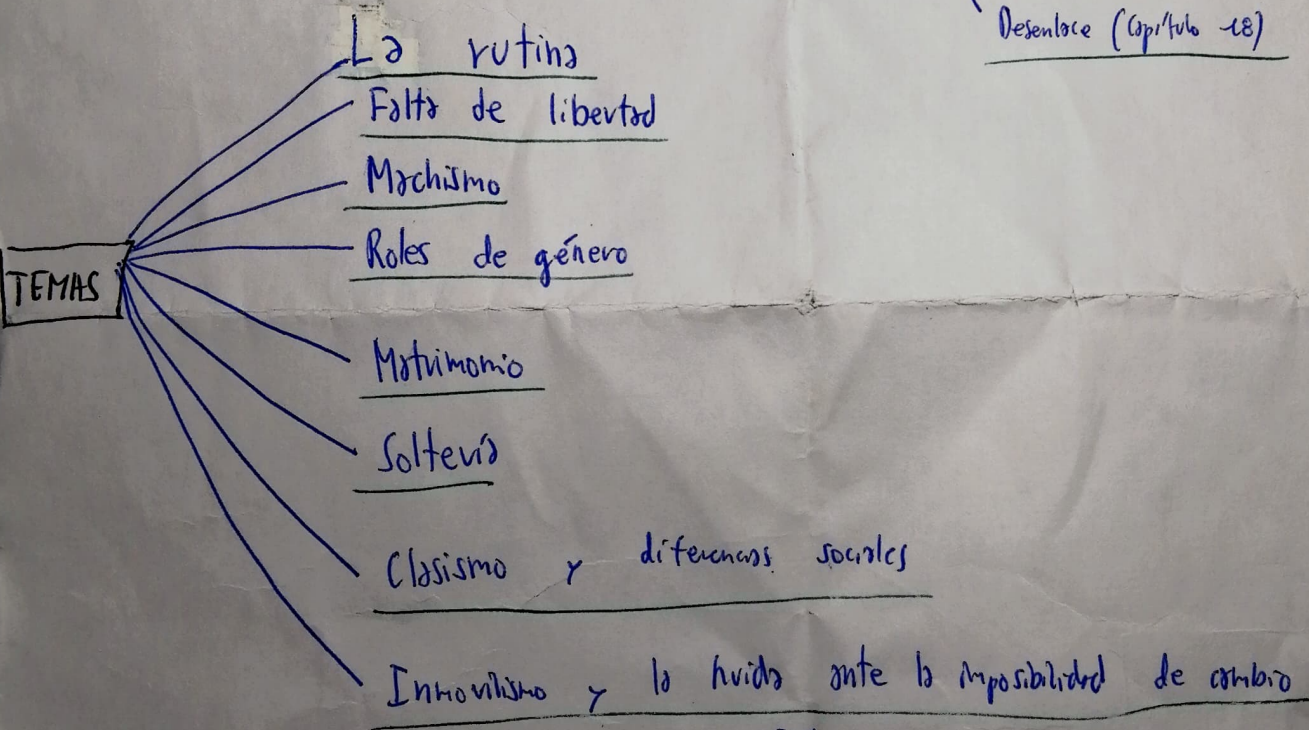 Desenlace (Capítulo 18)
TEMAS
La rutina
Falta de libertad
Machismo
Roles de género
Matrimonio
Soltería
Clasismo y diferencias sociales
Inmovilismo y la huida ante la imposibilidad de cambio